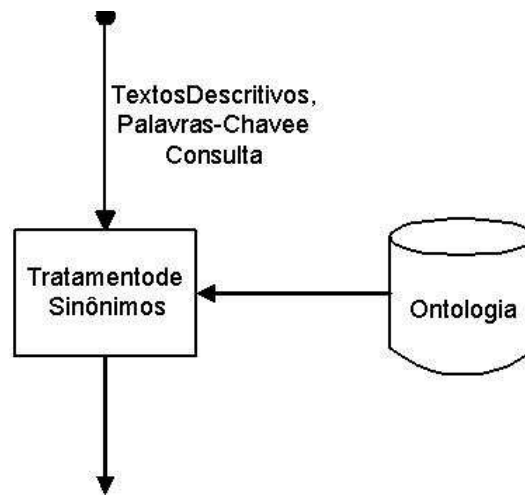 TextosDescritivos,
Palavras-Chavee
Consulta
Tratamentode
Sinônimos
Ontologia